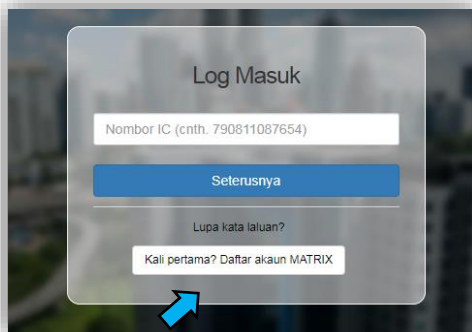 Log Masuk
Nombor IC (cnth. 790811087654)
Seterusnya
Lupa kata laluan?
Kali pertama? Daftar akaun MATRIX